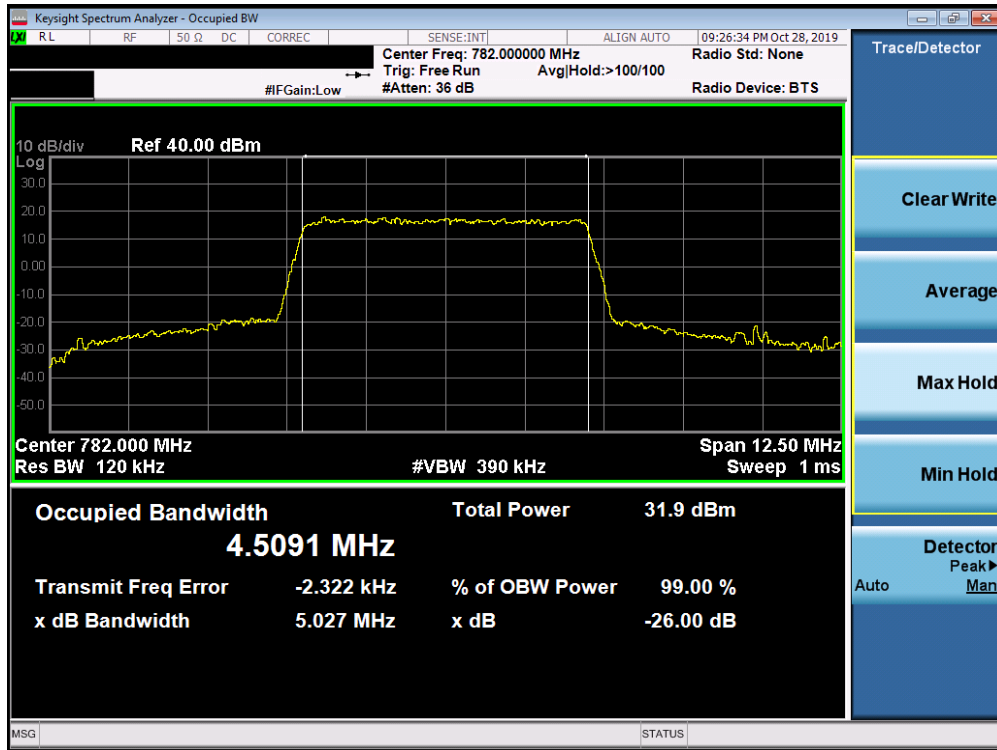 Keysight Spectrum Analyzer - Occupied BW
LXI RL RF 50 Ω DC CORREC SENSE:INT ALIGN AUTO 09:26:34 PM Oct 28, 2019
Center Freq: 782.000000 MHz Radio Std: None
Trig: Free Run Avg|Hold:>100/100
#IFGain:Low #Atten: 36 dB Radio Device: BTS
10 dB/div Ref 40.00 dBm
Log
30.0
20.0
10.0
0.00
-10.0
-20.0
-30.0
-40.0
-50.0
Center 782.000 MHz Span 12.50 MHz
Res BW 120 kHz #VBW 390 kHz Sweep 1 ms
Occupied Bandwidth Total Power 31.9 dBm
4.5091 MHz
Transmit Freq Error -2.322 kHz % of OBW Power 99.00 %
x dB Bandwidth 5.027 MHz x dB -26.00 dB
MSG STATUS
Trace/Detector
Clear Write
Average
Max Hold
Min Hold
Detector
Peak▶
Auto Man